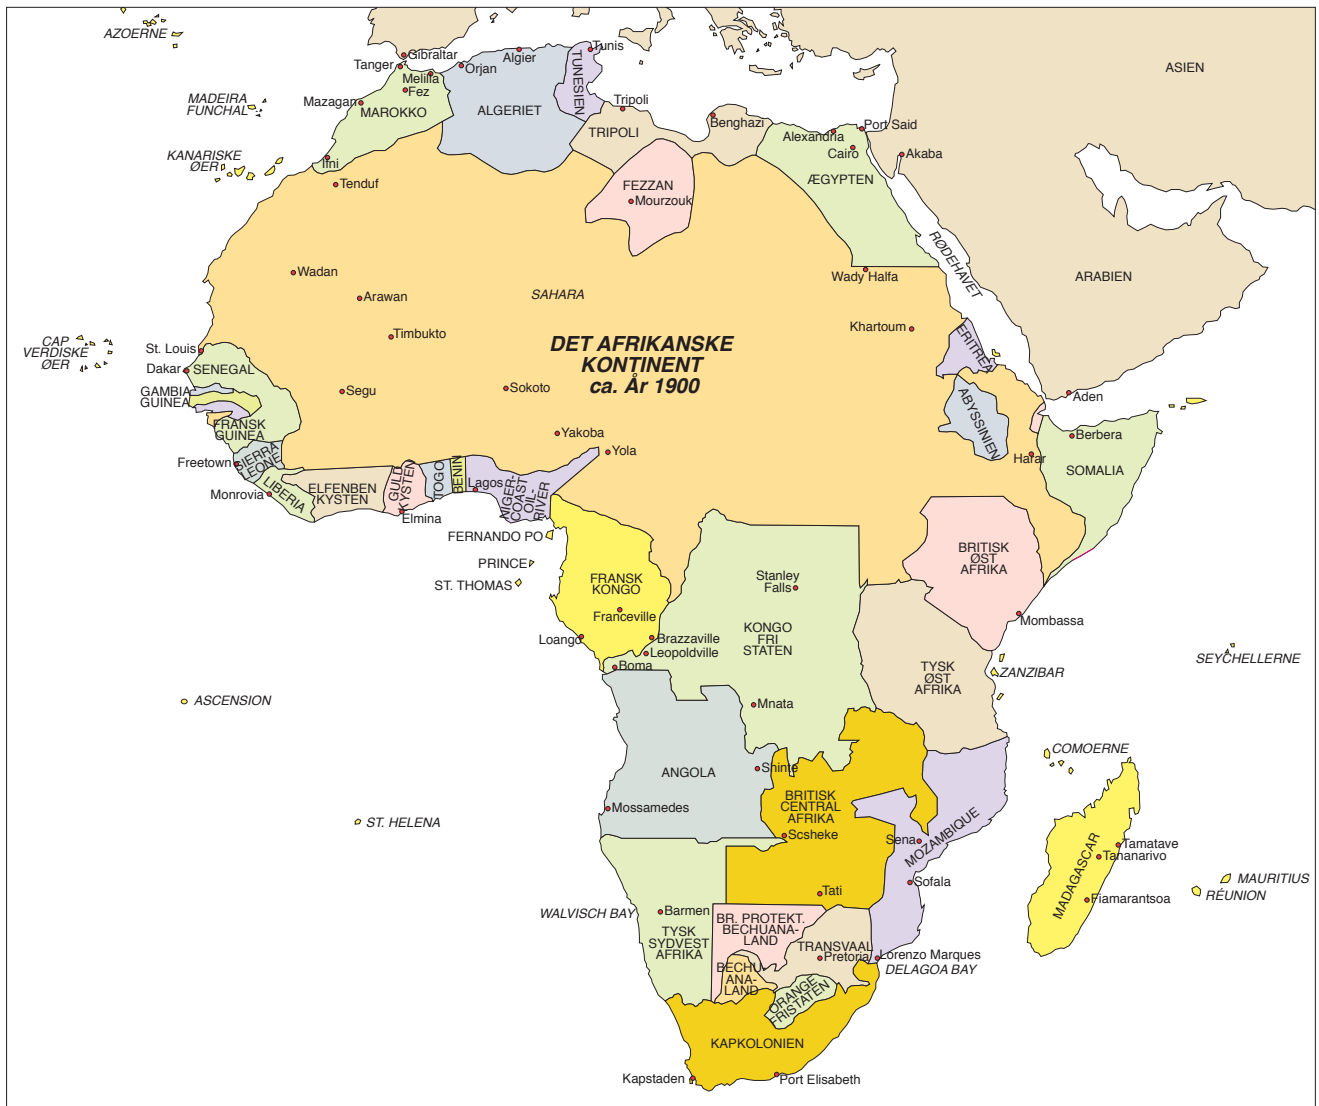 AZOERNE
Gibraltar
Tanger
Melilla
Fez
Orjan
Algier
Tunis
TUNESIEN
ASIEN
MADEIRA
FUNCHAL
Mazagan
MAROKKO
ALGERIET
Tripoli
TRIPOLI
Benghazi
Alexandria
Port Said
Cairo
Akaba
KANARISKE
ØER
Ifni
Tenduf
FEZZAN
Mourzouk
ÆGYPTEN
RØDEHAVET
Wadan
SAHARA
Wady Halfa
ARABIEN
Arawan
Timbukto
Khartoum
CAP
VERDISKE
ØER
DET AFRIKANSKE
KONTINENT
ca. År 1900
ERITREA
St. Louis
Dakar
SENEGAL
GAMBIA
GUINEA
Segu
Sokoto
ABYSSINIEN
Aden
FRANSK
GUINEA
Yakoba
Yola
Berbera
Harar
SOMALIA
Freetown
SIERRA
LEONE
Monrovia
LIBERIA
ELFENBEN
KYSTEN
GULD
KYSTEN
Elmina
TOGO
BENIN
Lagos
NIGER-
COAST
OIL-
RIVER
FERNANDO PO
PRINCE
ST. THOMAS
FRANSK
KONGO
Franceville
Stanley
Falls
BRITISK
ØST
AFRIKA
Mombassa
Loango
Brazzaville
Leopoldville
Boma
KONGO
FRI
STATEN
TYSK
ØST
AFRIKA
ZANZIBAR
SEYCHELLERNE
ASCENSION
Mnata
COMOERNE
ANGOLA
Shinte
BRITISK
CENTRAL
AFRIKA
Mossamedes
ST. HELENA
Scsheke
Sena
MOZAMBIQUE
MADAGASCAR
Tamatave
Tananarivo
Fiamarantsoa
MAURITIUS
RÉUNION
Tati
Sofala
WALVISCH BAY
Barmen
TYSK
SYDVEST
AFRIKA
BR. PROTEKT.
BECHUANA-
LAND
TRANSVAAL
Pretoria
Lorenzo Marques
DELAGOA BAY
BECHU-
ANA-
LAND
ORANGE
FRISTATEN
KAPKOLONIEN
Kapstaden
Port Elisabeth